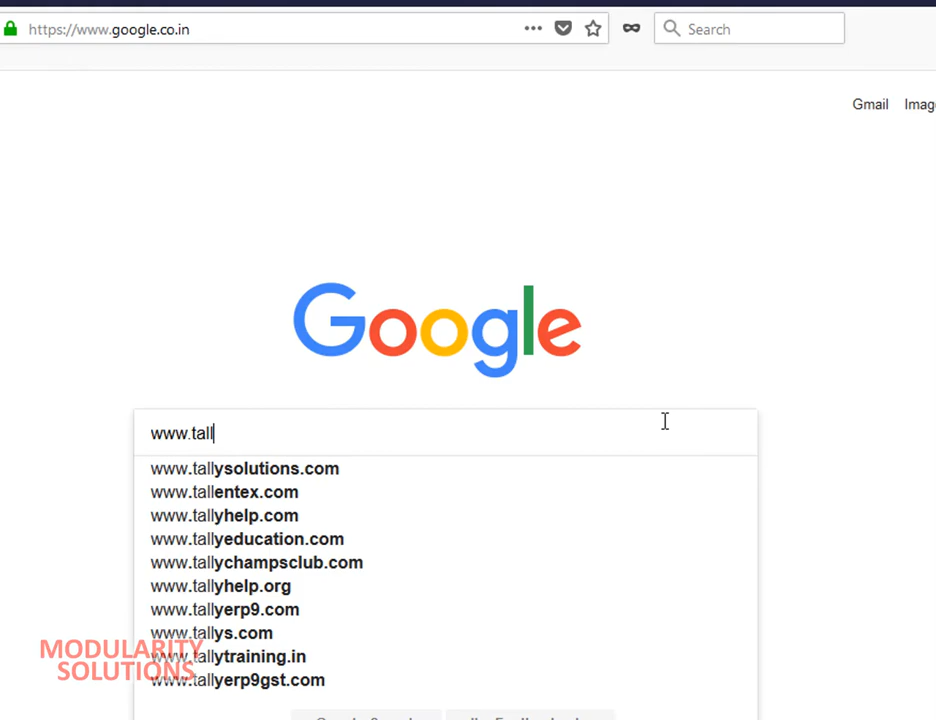 https://www.google.co.in
Search
Gmail
Imag
Google
www.tall
www.tallysolutions.com
www.tallentex.com
www.tallyhelp.com
www.tallyeducation.com
www.tallychampsclub.com
www.tallyhelp.org
www.tallyerp9.com
www.tallys.com
www.tallytraining.in
www.tallyerp9gst.com
MODULARITY
SOLUTIONS